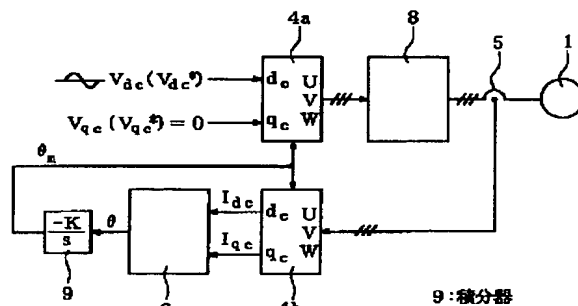 4a
8
5
1
V_dc (V_dc*)
d_c U
V
q_c W
V_qc (V_qc*) = 0
θ_m
I_dc
d_c U
V
q_c W
I_qc
θ
-K
s
9
9:積分器